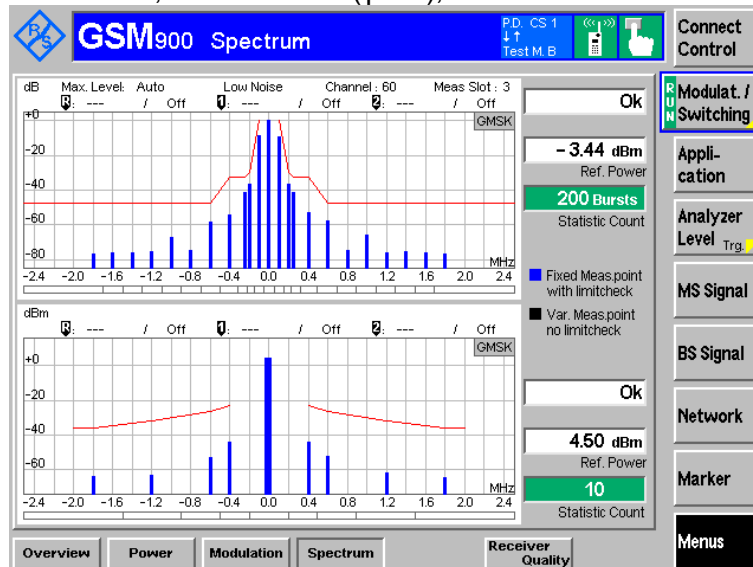 GSM900 Spectrum
P.D. CS 1
Test M. B
Connect Control
dB Max. Level: Auto Low Noise Channel : 60 Meas Slot : 3
R: --- / Off 1: --- / Off 2: --- / Off
GMSK
+0
-20
-40
-60
-80
MHz
-2.4 -2.0 -1.6 -1.2 -0.8 -0.4 0.0 0.4 0.8 1.2 1.6 2.0 2.4
Ok
- 3.44 dBm
Ref. Power
200 Bursts
Statistic Count
Fixed Meas.point
with limitcheck
Var. Meas.point
no limitcheck
dBm
R: --- / Off 1: --- / Off 2: --- / Off
GMSK
+0
-20
-40
-60
MHz
-2.4 -2.0 -1.6 -1.2 -0.8 -0.4 0.0 0.4 0.8 1.2 1.6 2.0 2.4
Ok
4.50 dBm
Ref. Power
10
Statistic Count
RUN
Modulat. /
Switching
Appli-
cation
Analyzer
Level Trg.
MS Signal
BS Signal
Network
Marker
Menus
Overview Power Modulation Spectrum Receiver
Quality